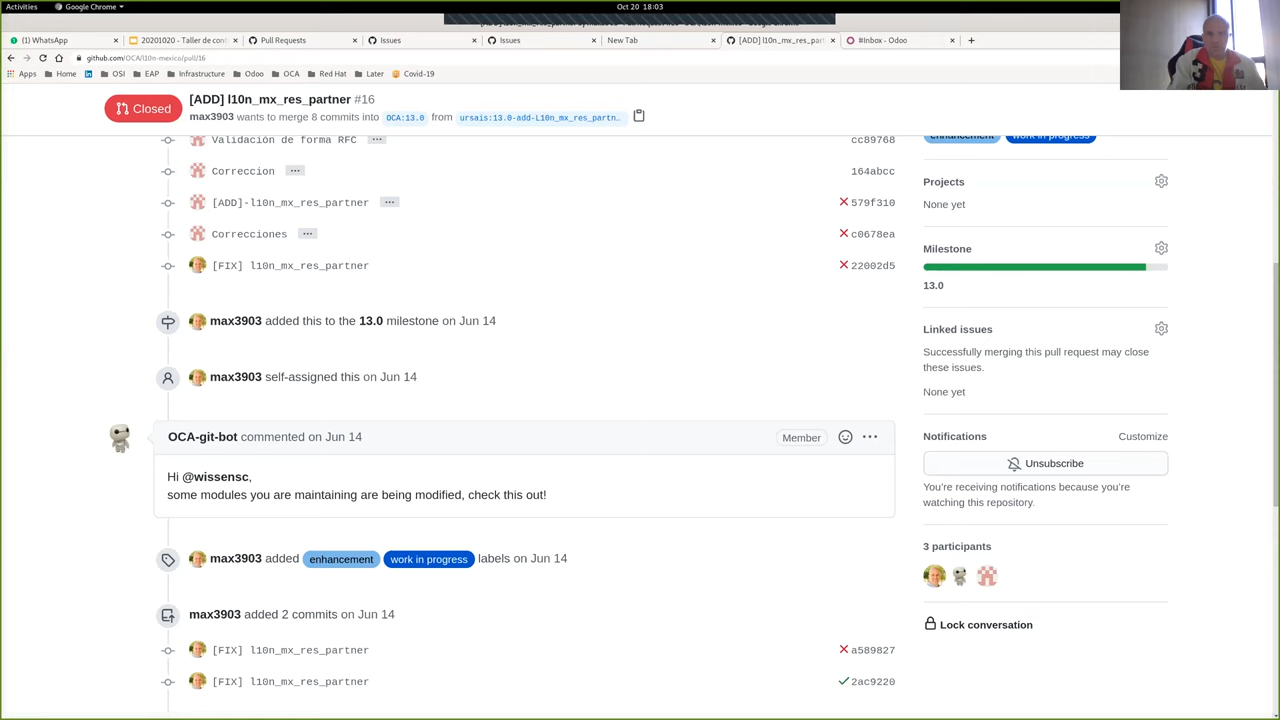 Activities Google Chrome Oct 20 18:03
(1) WhatsApp 20201020 - Taller de con Pull Requests Issues Issues New Tab [ADD] l10n_mx_res_par #Inbox - Odoo
github.com/OCA/l10n-mexico/pull/16
Apps Home OSI EAP Infrastructure Odoo OCA Red Hat Later Covid-19
Closed [ADD] l10n_mx_res_partner #16
max3903 wants to merge 8 commits into OCA:13.0 from ursais:13.0-add-L10n_mx_res_partn...
Validación de forma RFC ... cc89768
enhancement work in progress
Correccion ... 164abcc
[ADD]-l10n_mx_res_partner ... 579f310
Correcciones ... c0678ea
[FIX] l10n_mx_res_partner 22002d5
max3903 added this to the 13.0 milestone on Jun 14
max3903 self-assigned this on Jun 14
OCA-git-bot commented on Jun 14 Member ...
Hi @wissensc,
some modules you are maintaining are being modified, check this out!
max3903 added enhancement work in progress labels on Jun 14
max3903 added 2 commits on Jun 14
[FIX] l10n_mx_res_partner a589827
[FIX] l10n_mx_res_partner 2ac9220
Projects
None yet
Milestone
13.0
Linked issues
Successfully merging this pull request may close
these issues.
None yet
Notifications Customize
Unsubscribe
You're receiving notifications because you're
watching this repository.
3 participants
Lock conversation